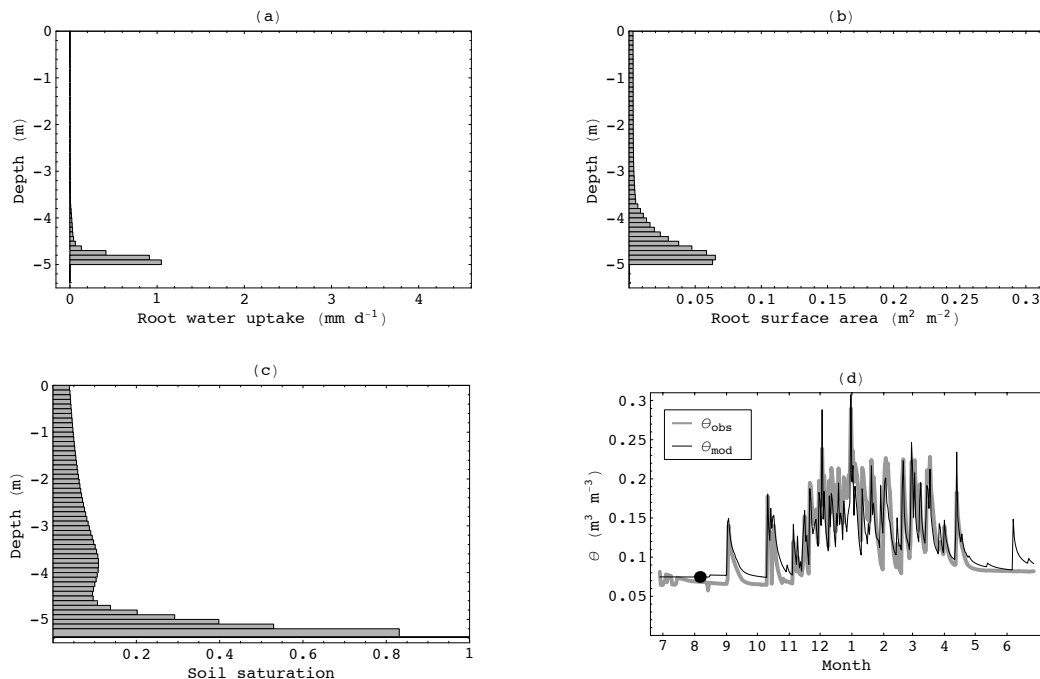 (a)
0
-1
-2
-3
-4
-5
Depth (m)
0 1 2 3 4
Root water uptake (mm d⁻¹)
(b)
0
-1
-2
-3
-4
-5
Depth (m)
0.05 0.1 0.15 0.2 0.25 0.3
Root surface area (m² m⁻²)
(c)
0
-1
-2
-3
-4
-5
Depth (m)
0.2 0.4 0.6 0.8 1
Soil saturation
(d)
0.3
0.25
0.2
0.15
0.1
0.05
θ (m³ m⁻³)
θobs
θmod
7 8 9 10 11 12 1 2 3 4 5 6
Month